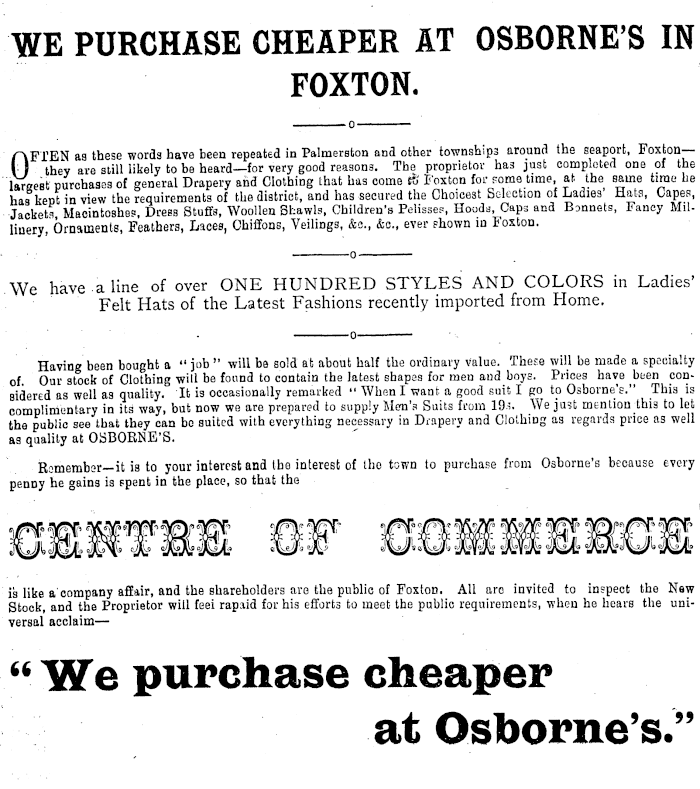 WE PURCHASE CHEAPER AT OSBORNE'S IN
FOXTON.
OFTEN as these words have been repeated in Palmerston and other townships around the seaport, Foxton—
they are still likely to be heard—for very good reasons. The proprietor has just completed one of the
largest purchases of general Drapery and Clothing that has come to Foxton for some time, at the same time he
has kept in view the requirements of the district, and has secured the Choicest Selection of Ladies' Hats, Capes,
Jackets, Macintoshes, Dress Stuffs, Woollen Shawls, Children's Pelisses, Hoods, Caps and Bonnets, Fancy Mil-
linery, Ornaments, Feathers, Laces, Chiffons, Veilings, &c., &c., ever shown in Foxton.
We have a line of over ONE HUNDRED STYLES AND COLORS in Ladies'
Felt Hats of the Latest Fashions recently imported from Home.
Having been bought a "job" will be sold at about half the ordinary value. These will be made a specialty
of. Our stock of Clothing will be found to contain the latest shapes for men and boys. Prices have been con-
sidered as well as quality. It is occasionally remarked "When I want a good suit I go to Osborne's." This is
complimentary in its way, but now we are prepared to supply Men's Suits from 19s. We just mention this to let
the public see that they can be suited with everything necessary in Drapery and Clothing as regards price as well
as quality at OSBORNE'S.
Remember—it is to your interest and the interest of the town to purchase from Osborne's because every
penny he gains is spent in the place, so that the
CENTRE OF COMMERCE
is like a company affair, and the shareholders are the public of Foxton. All are invited to inspect the New
Stock, and the Proprietor will feei rapaid for his efforts to meet the public requirements, when he hears the uni-
versal acclaim—
"We purchase cheaper
at Osborne's."